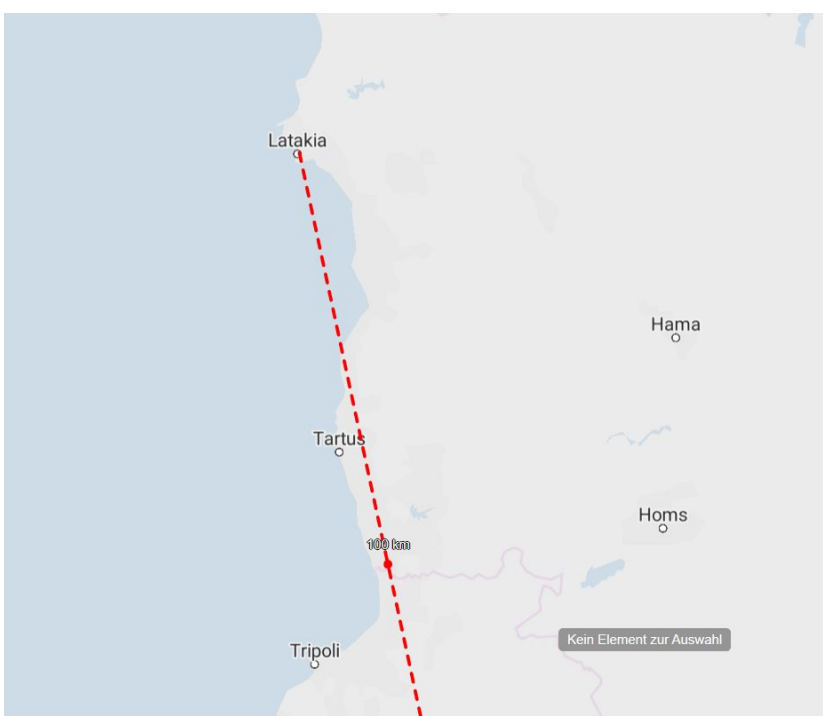 Latakia
Hama
Tartus
Homs
100 km
Kein Element zur Auswahl
Tripoli